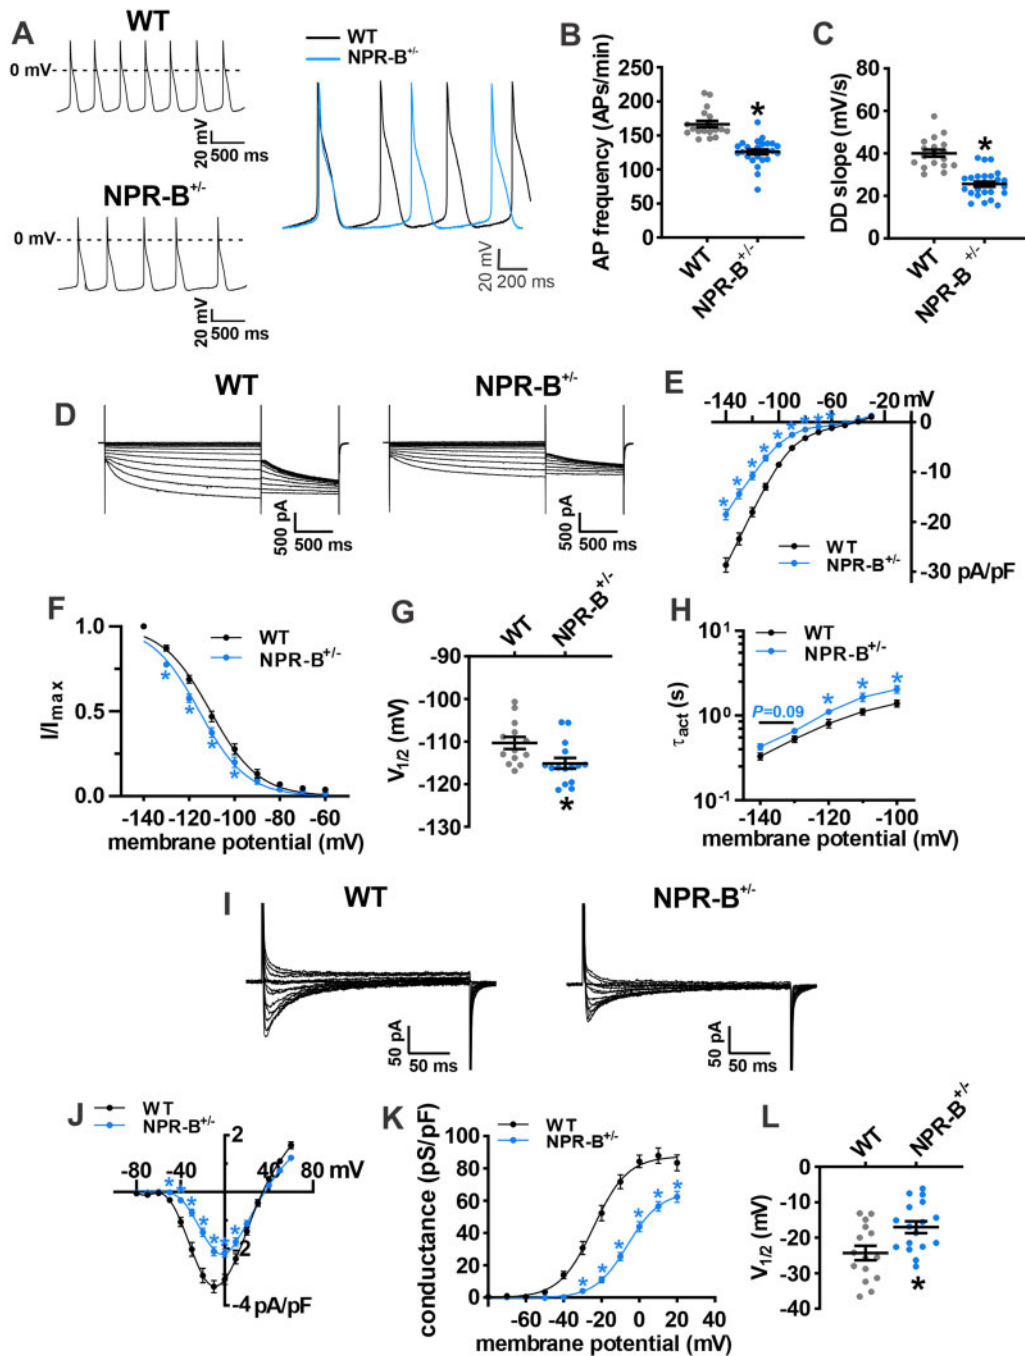 A
WT
0 mV
20 mV
500 ms
NPR-B+/-
0 mV
20 mV
500 ms
WT
NPR-B+/-
20 mV
200 ms
B
AP frequency (APs/min)
250
200
150
100
50
0
*
WT
NPR-B+/-
C
DD slope (mV/s)
80
60
40
20
0
*
WT
NPR-B+/-
D
WT
NPR-B+/-
500 pA
500 ms
500 pA
500 ms
E
-140 -100 -60 -20 mV
0
-10
-20
-30 pA/pF
* * * * * * * *
WT
NPR-B+/-
F
I/Imax
1.0
0.5
0.0
WT
NPR-B+/-
* * * *
-140 -120 -100 -80 -60
membrane potential (mV)
G
WT
NPR-B+/-
V1/2 (mV)
-90
-100
-110
-120
-130
*
H
WT
NPR-B+/-
τact (s)
10¹
10⁰
10⁻¹
P=0.09
* * *
-140 -120 -100
membrane potential (mV)
I
WT
NPR-B+/-
50 pA
50 ms
50 pA
50 ms
J
WT
NPR-B+/-
-80 -40 40 80 mV
2
-2
-4 pA/pF
* * * * * * * *
K
WT
NPR-B+/-
conductance (pS/pF)
100
80
60
40
20
0
* * * * * *
-60 -40 -20 0 20 40
membrane potential (mV)
L
WT
NPR-B+/-
V1/2 (mV)
0
-10
-20
-30
-40
*